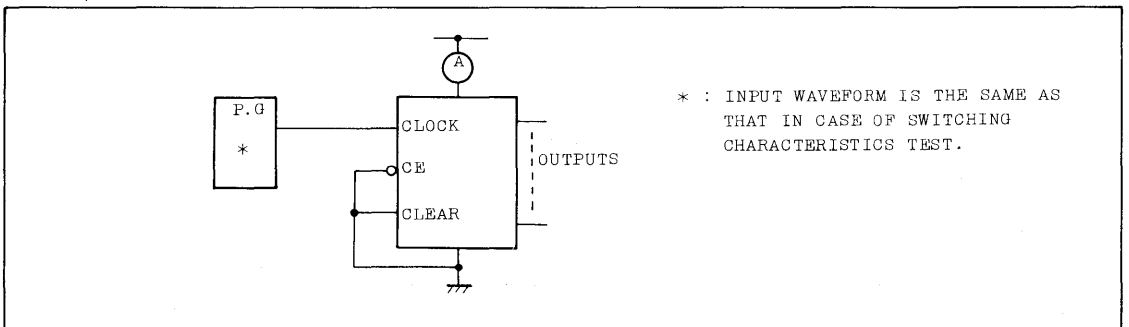 A
P.G
*
CLOCK
CE
CLEAR
OUTPUTS
* : INPUT WAVEFORM IS THE SAME AS
THAT IN CASE OF SWITCHING
CHARACTERISTICS TEST.